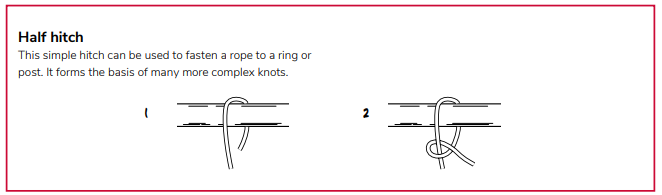 Half hitch
This simple hitch can be used to fasten a rope to a ring or
post. It forms the basis of many more complex knots.
1 2